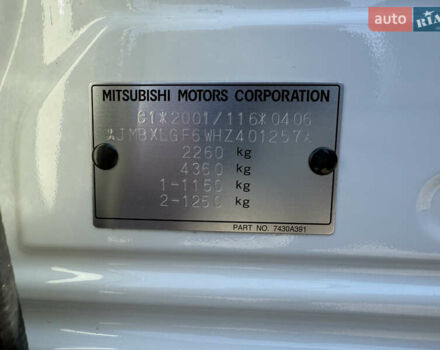 auto
RIA
MITSUBISHI MOTORS CORPORATION
G1*2001/116*0406
*JMBXLGF6WHZ401257*
2260 kg
4360 kg
1-1150 kg
2-1250 kg
PART NO. 7430A391